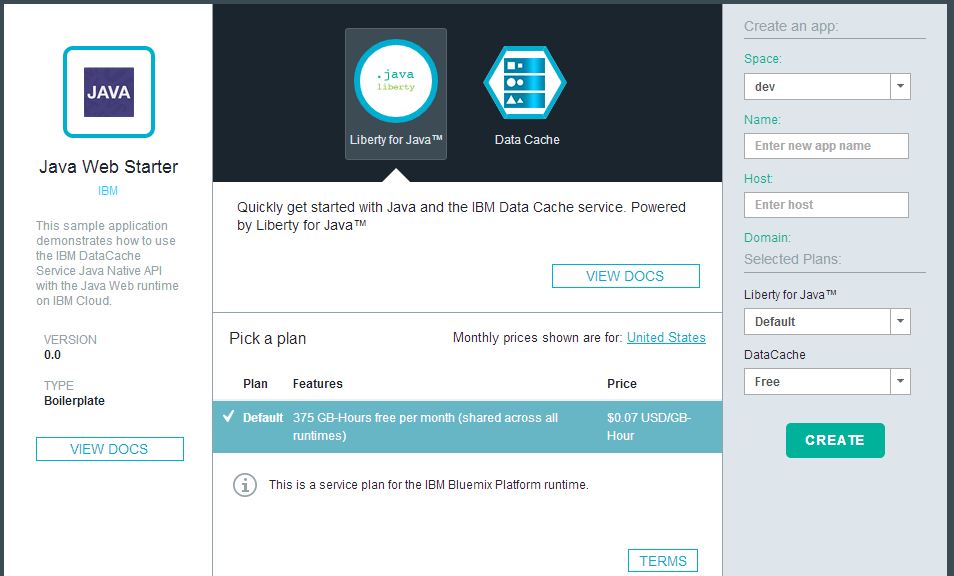 JAVA
Java Web Starter
IBM
This sample application
demonstrates how to use
the IBM DataCache
Service Java Native API
with the Java Web runtime
on IBM Cloud.
VERSION
0.0
TYPE
Boilerplate
VIEW DOCS
.java
liberty
Liberty for Java™
Data Cache
Quickly get started with Java and the IBM Data Cache service. Powered
by Liberty for Java™
VIEW DOCS
Pick a plan
Monthly prices shown are for: United States
Plan Features Price
Default 375 GB-Hours free per month (shared across all $0.07 USD/GB-
runtimes) Hour
This is a service plan for the IBM Bluemix Platform runtime.
TERMS
Create an app:
Space:
dev
Name:
Enter new app name
Host:
Enter host
Domain:
Selected Plans:
Liberty for Java™
Default
DataCache
Free
CREATE